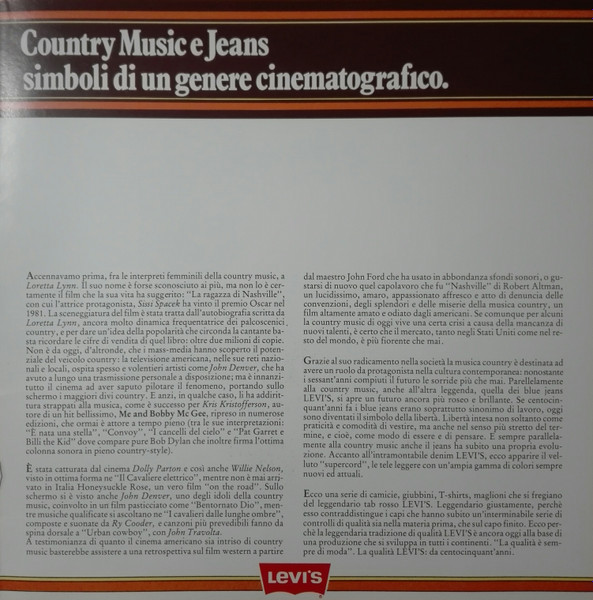 Country Music e Jeans
simboli di un genere cinematografico.
Accennavamo prima, fra le interpreti femminili della country music, a
Loretta Lynn. Il suo nome è forse sconosciuto ai più, ma non lo è cer-
tamente il film che la sua vita ha suggerito: "La ragazza di Nashville",
con cui l'attrice protagonista, Sissi Spacek ha vinto il premio Oscar nel
1981. La sceneggiatura del film è stata tratta dall'autobiografia scritta da
Loretta Lynn, ancora molto dinamica frequentatrice dei palcoscenici
country, e per dare un'idea della popolarità che circonda la cantante ba-
sta ricordare le cifre di vendita di quel libro: oltre due milioni di copie.
Non è da oggi, d'altronde, che i mass-media hanno scoperto il poten-
ziale del veicolo country: la televisione americana, nelle sue reti nazio-
nali e locali, ospita spesso e volentieri artisti come John Denver, che ha
avuto a lungo una trasmissione personale a disposizione; ma è innanzi-
tutto il cinema ad aver saputo pilotare il fenomeno, portando sullo
schermo i maggiori divi country. E anzi, in qualche caso, li ha addirit-
tura strappati alla musica, come è successo per Kris Kristofferson, au-
tore di un hit bellissimo, Me and Bobby Mc Gee, ripreso in numerose
edizioni, che ormai è attore a tempo pieno (tra le sue interpretazioni:
"È nata una stella", "Convoy", "I cancelli del cielo" e "Pat Garret e
Billi the Kid" dove compare pure Bob Dylan che inoltre firma l'ottima
colonna sonora in pieno country-style).
È stata catturata dal cinema Dolly Parton e così anche Willie Nelson,
visto in ottima forma ne "Il Cavaliere elettrico", mentre non è mai arri-
vato in Italia Honeysuckle Rose, un vero film "on the road". Sullo
schermo si è visto anche John Denver, uno degli idoli della country
music, coinvolto in un film pasticciato come "Bentornato Dio", men-
tre musiche qualificate si ascoltano ne "I cavalieri dalle lunghe ombre",
composte e suonate da Ry Cooder, e canzoni più prevedibili fanno da
spina dorsale a "Urban cowboy", con John Travolta.
A testimonianza di quanto il cinema americano sia intriso di country
music basterebbe assistere a una retrospettiva sul film western a partire
dal maestro John Ford che ha usato in abbondanza sfondi sonori, o gu-
starsi di nuovo quel capolavoro che fu "Nashville" di Robert Altman,
un lucidissimo, amaro, appassionato affresco e atto di denuncia delle
convenzioni, degli splendori e delle miserie della musica country, un
film altamente amato e odiato dagli americani. Se comunque per alcuni
la country music di oggi vive una certa crisi a causa della mancanza di
nuovi talenti, è certo che il mercato, tanto negli Stati Uniti come nel re-
sto del mondo, è più fiorente che mai.
Grazie al suo radicamento nella società la musica country è destinata ad
avere un ruolo da protagonista nella cultura contemporanea: nonostante
i sessant'anni compiuti il futuro le sorride più che mai. Parellelamente
alla country music, anche all'altra leggenda, quella dei blue jeans
LEVI'S, si apre un futuro ancora più roseo e brillante. Se centocin-
quant'anni fa i blue jeans erano soprattutto sinonimo di lavoro, oggi
sono diventati il simbolo della libertà. Libertà intesa non soltanto come
praticità e comodità di vestire, ma anche nel senso più stretto del ter-
mine, e cioè, come modo di essere e di pensare. E sempre parallela-
mente alla country music anche il jeans ha subito una propria evolu-
zione. Accanto all'intramontabile denim LEVI'S, ecco apparire il vel-
luto "supercord", le tele leggere con un'ampia gamma di colori sempre
nuovi ed attuali.
Ecco una serie di camicie, giubbini, T-shirts, maglioni che si fregiano
del leggendario tab rosso LEVI'S. Leggendario giustamente, perchè
esso contraddistingue i capi che hanno subito un'interminabile serie di
controlli di qualità sia nella materia prima, che sul capo finito. Ecco per-
chè la leggendaria tradizione di qualità LEVI'S è ancora oggi alla base di
una produzione che si sviluppa in tutti i continenti. "La qualità è sem-
pre di moda". La qualità LEVI'S: da centocinquant'anni.
LEVI'S